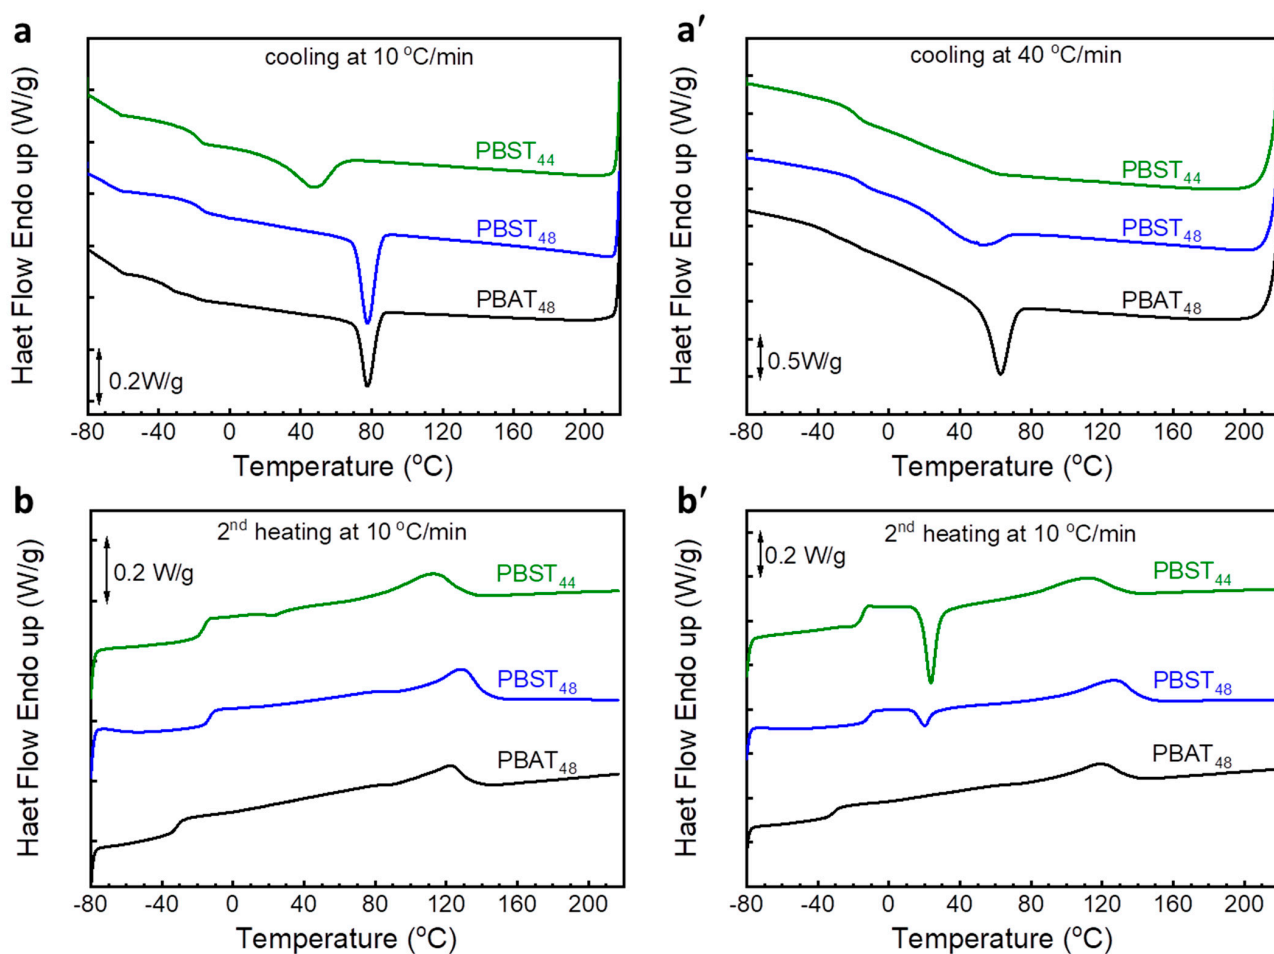 a
cooling at 10 °C/min
PBST₄₄
PBST₄₈
PBAT₄₈
0.2W/g
Haet Flow Endo up (W/g)
-80 -40 0 40 80 120 160 200
Temperature (°C)
a′
cooling at 40 °C/min
PBST₄₄
PBST₄₈
PBAT₄₈
0.5W/g
Haet Flow Endo up (W/g)
-80 -40 0 40 80 120 160 200
Temperature (°C)
b
2ⁿᵈ heating at 10 °C/min
0.2 W/g
PBST₄₄
PBST₄₈
PBAT₄₈
Haet Flow Endo up (W/g)
-80 -40 0 40 80 120 160 200
Temperature (°C)
b′
2ⁿᵈ heating at 10 °C/min
0.2 W/g
PBST₄₄
PBST₄₈
PBAT₄₈
Haet Flow Endo up (W/g)
-80 -40 0 40 80 120 160 200
Temperature (°C)